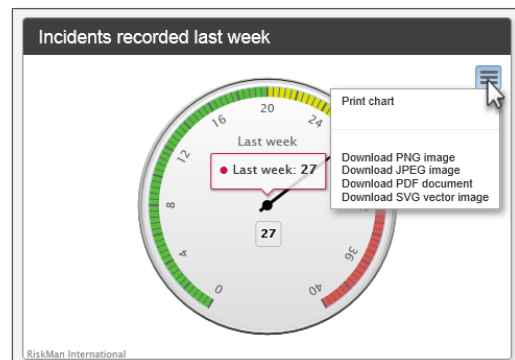 Incidents recorded last week
Print chart
Download PNG image
Download JPEG image
Download PDF document
Download SVG vector image
20
16
24
12
Last week
Last week: 27
8
27
36
4
0
40
RiskMan International